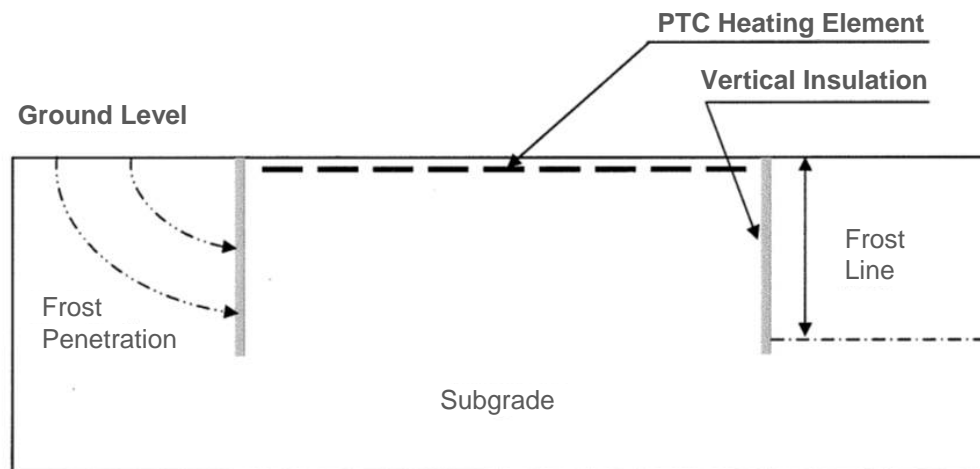 PTC Heating Element
Vertical Insulation
Ground Level
Frost
Line
Frost
Penetration
Subgrade